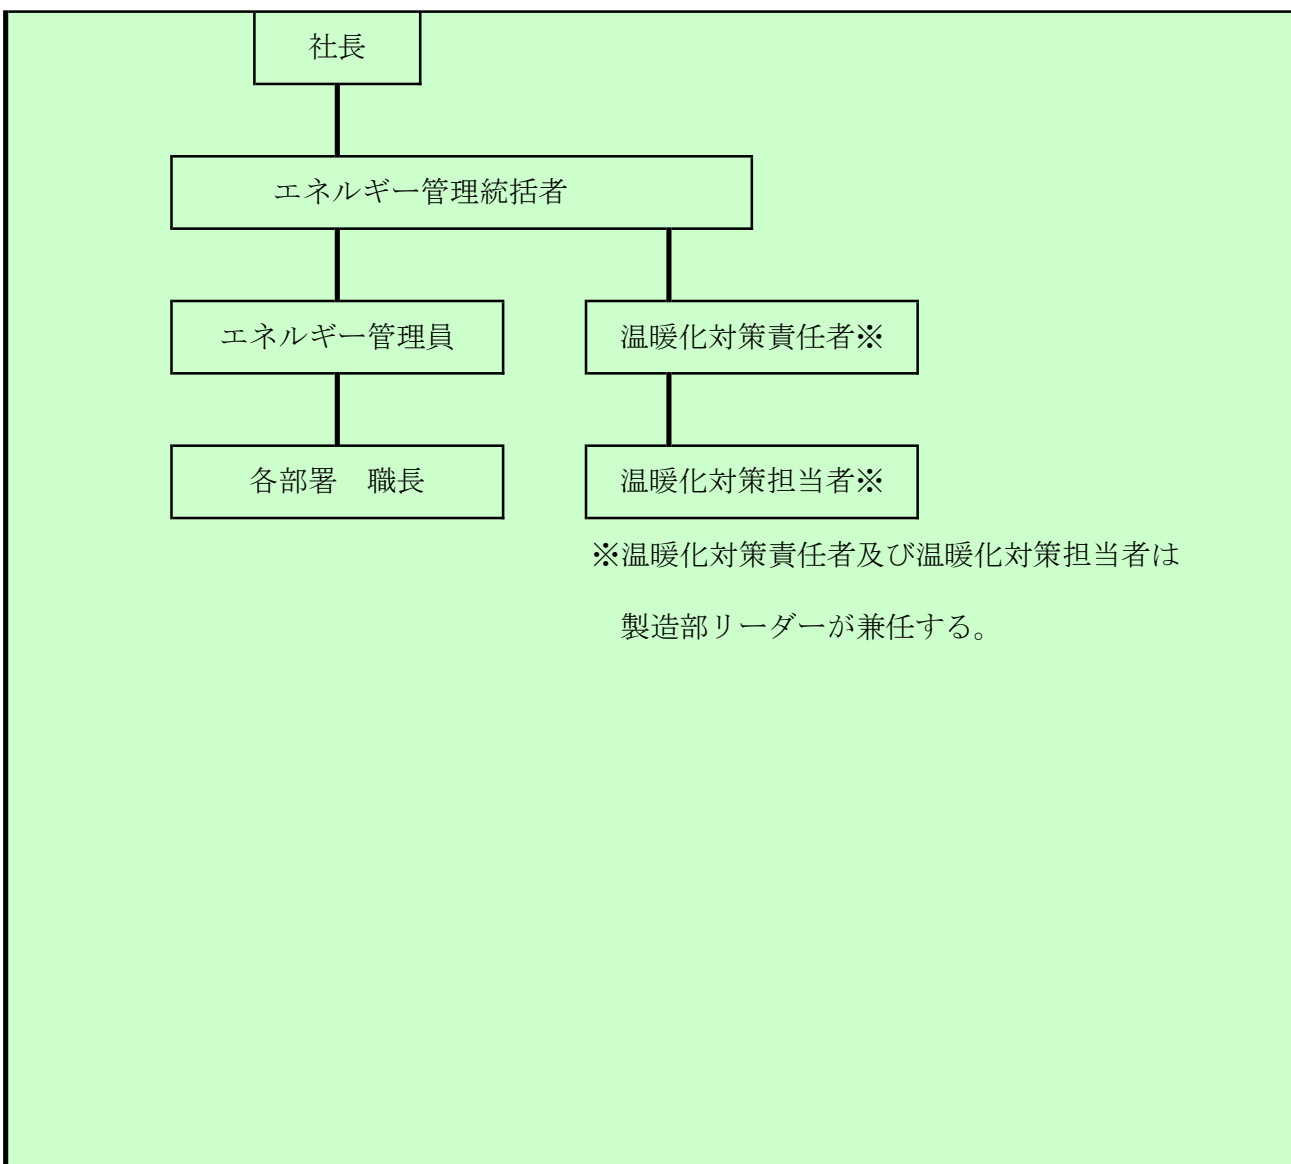 社長
エネルギー管理統括者
エネルギー管理員
温暖化対策責任者※
各部署　職長
温暖化対策担当者※
※温暖化対策責任者及び温暖化対策担当者は
製造部リーダーが兼任する。